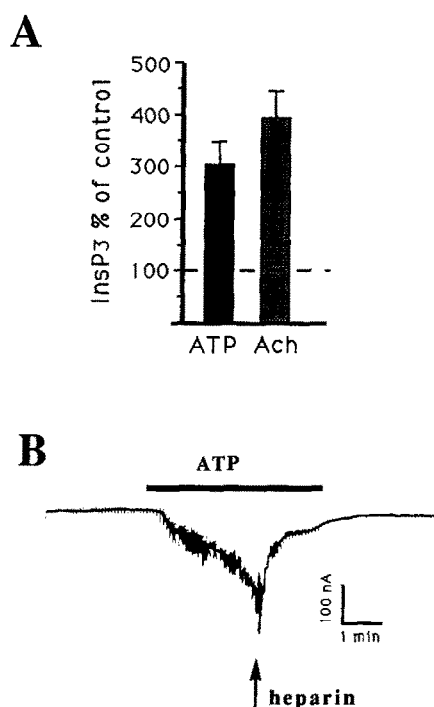 A
InsP3 % of control
500
400
300
200
100
ATP Ach
B
ATP
100 nA
1 min
heparin